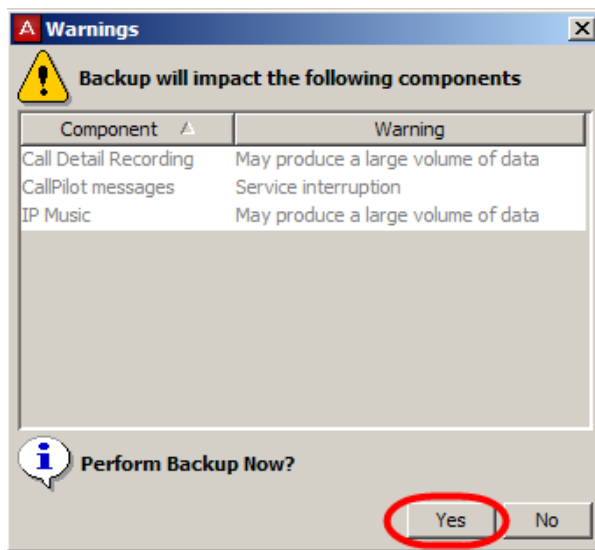 Warnings
Backup will impact the following components
Component Warning
Call Detail Recording May produce a large volume of data
CallPilot messages Service interruption
IP Music May produce a large volume of data
Perform Backup Now?
Yes No